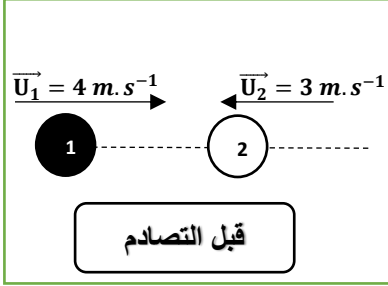 U₁⃗ = 4 m.s⁻¹ U₂⃗ = 3 m.s⁻¹
1 2
قبل التصادم